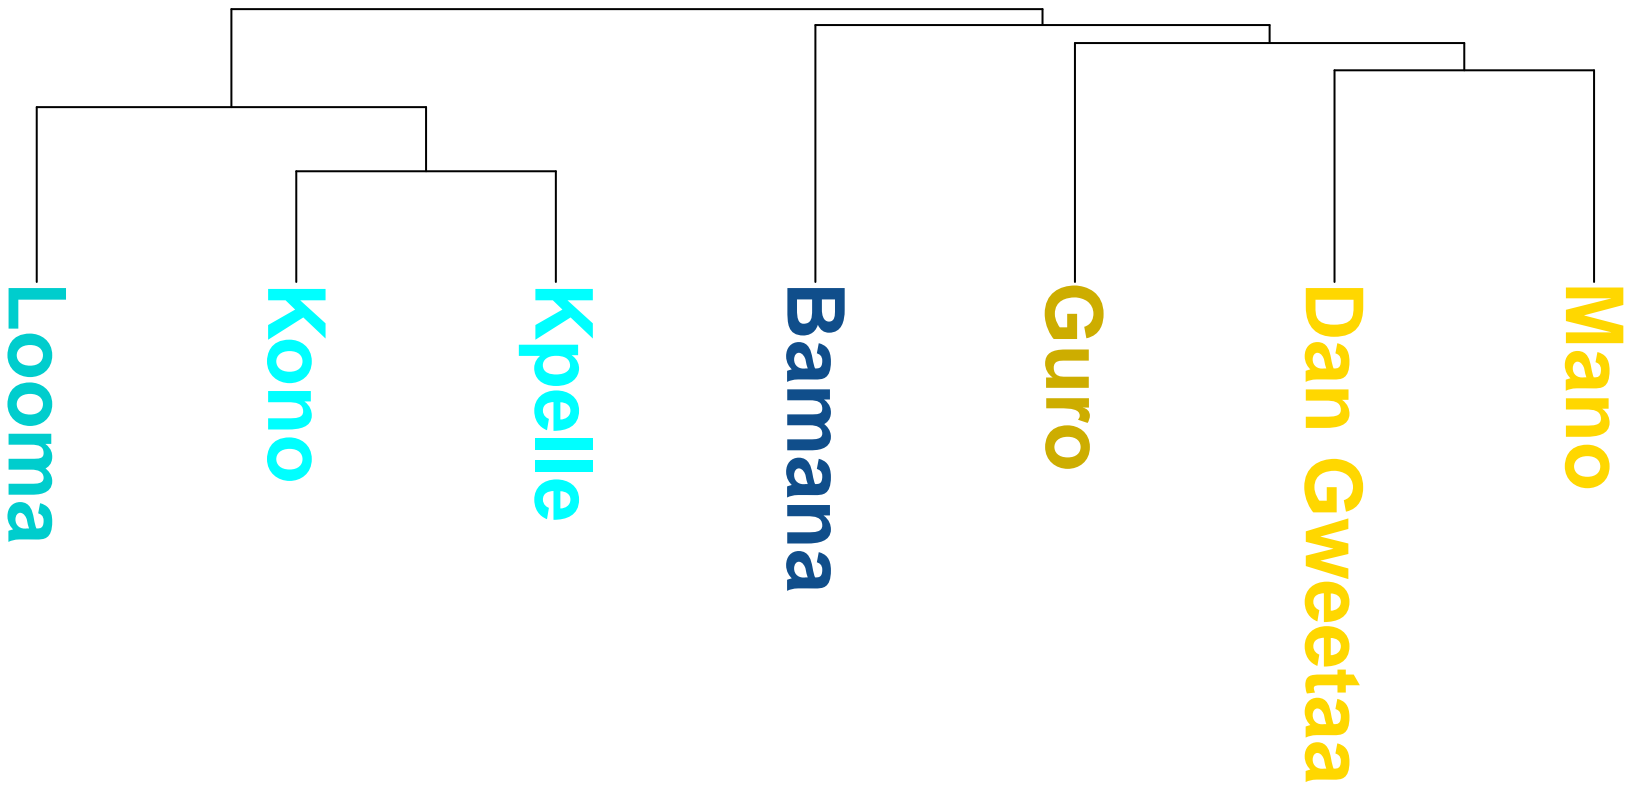 Looma
Kono
Kpelle
Bamana
Guro
Dan Gweetaa
Mano